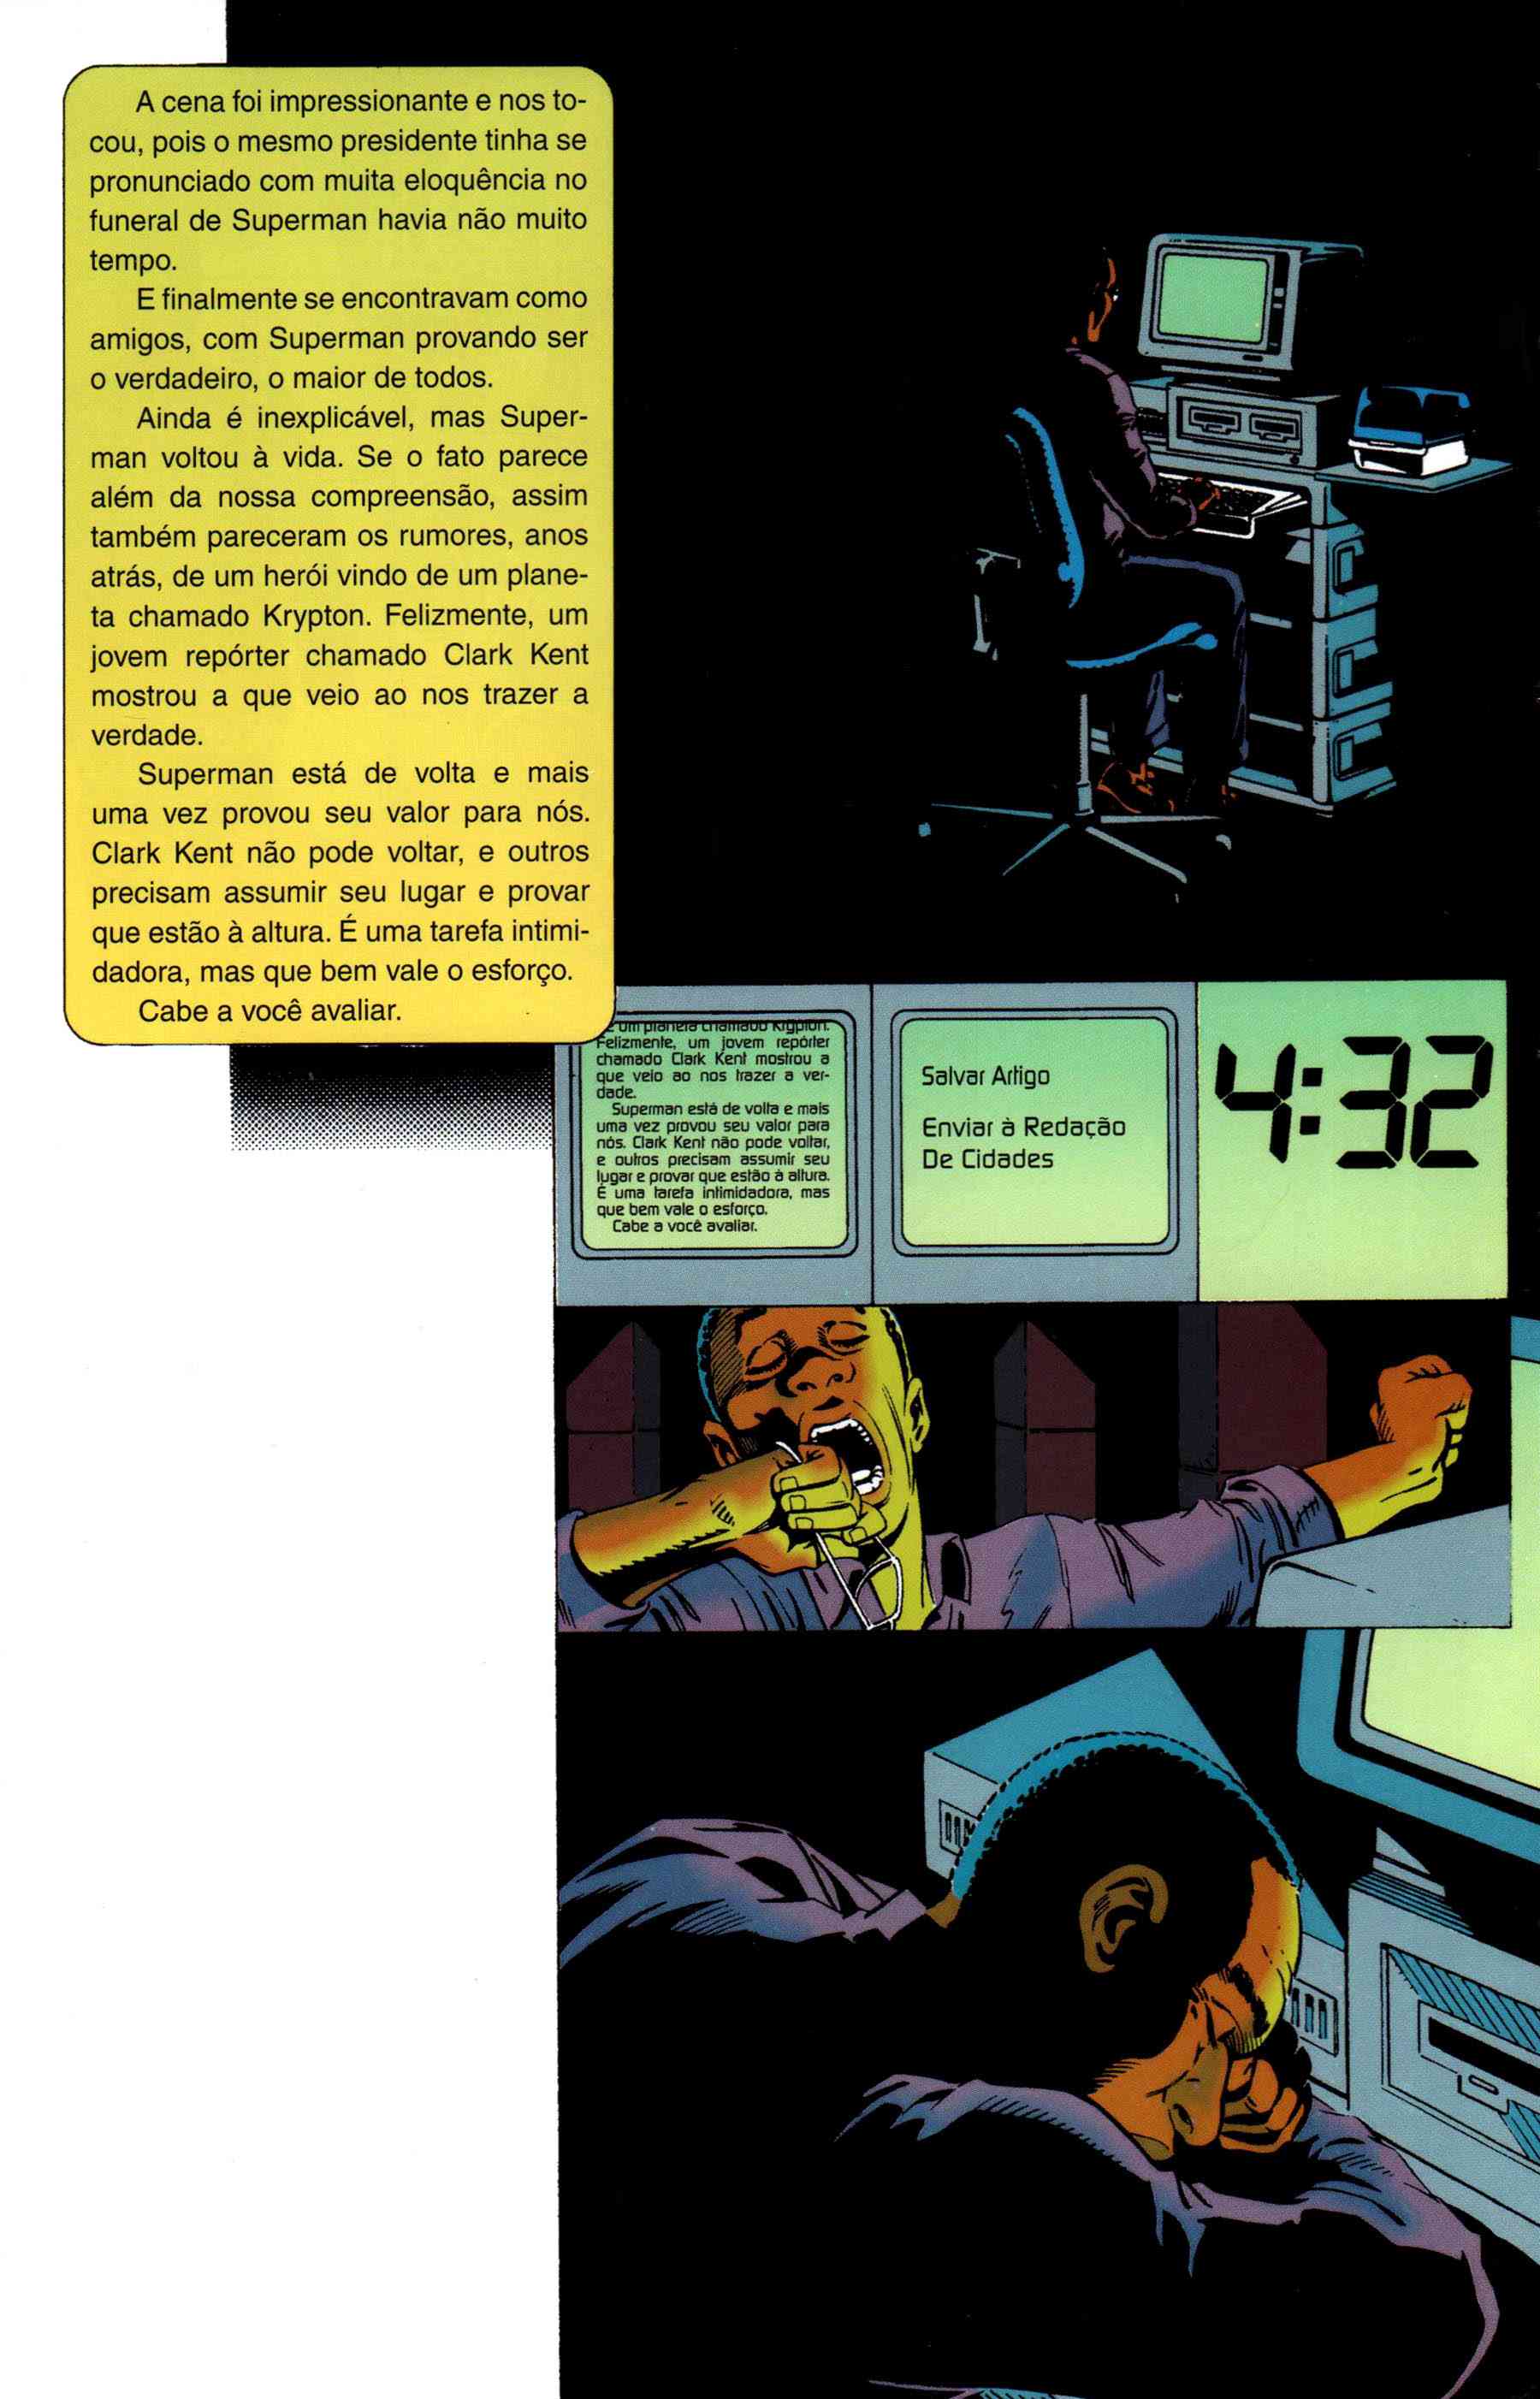 A cena foi impressionante e nos to-
cou, pois o mesmo presidente tinha se
pronunciado com muita eloquência no
funeral de Superman havia não muito
tempo.
E finalmente se encontravam como
amigos, com Superman provando ser
o verdadeiro, o maior de todos.
Ainda é inexplicável, mas Super-
man voltou à vida. Se o fato parece
além da nossa compreensão, assim
também pareceram os rumores, anos
atrás, de um herói vindo de um plane-
ta chamado Krypton. Felizmente, um
jovem repórter chamado Clark Kent
mostrou a que veio ao nos trazer a
verdade.
Superman está de volta e mais
uma vez provou seu valor para nós.
Clark Kent não pode voltar, e outros
precisam assumir seu lugar e provar
que estão à altura. É uma tarefa intimi-
dadora, mas que bem vale o esforço.
Cabe a você avaliar.
um planeta chamado Krypton.
Felizmente, um jovem repórter
chamado Clark Kent mostrou a
que veio ao nos trazer a ver-
dade.
Superman está de volta e mais
uma vez provou seu valor para
nós. Clark Kent não pode voltar,
e outros precisam assumir seu
lugar e provar que estão à altura.
É uma tarefa intimidadora, mas
que bem vale o esforço.
Cabe a você avaliar.
Salvar Artigo
Enviar à Redação
De Cidades
4:32